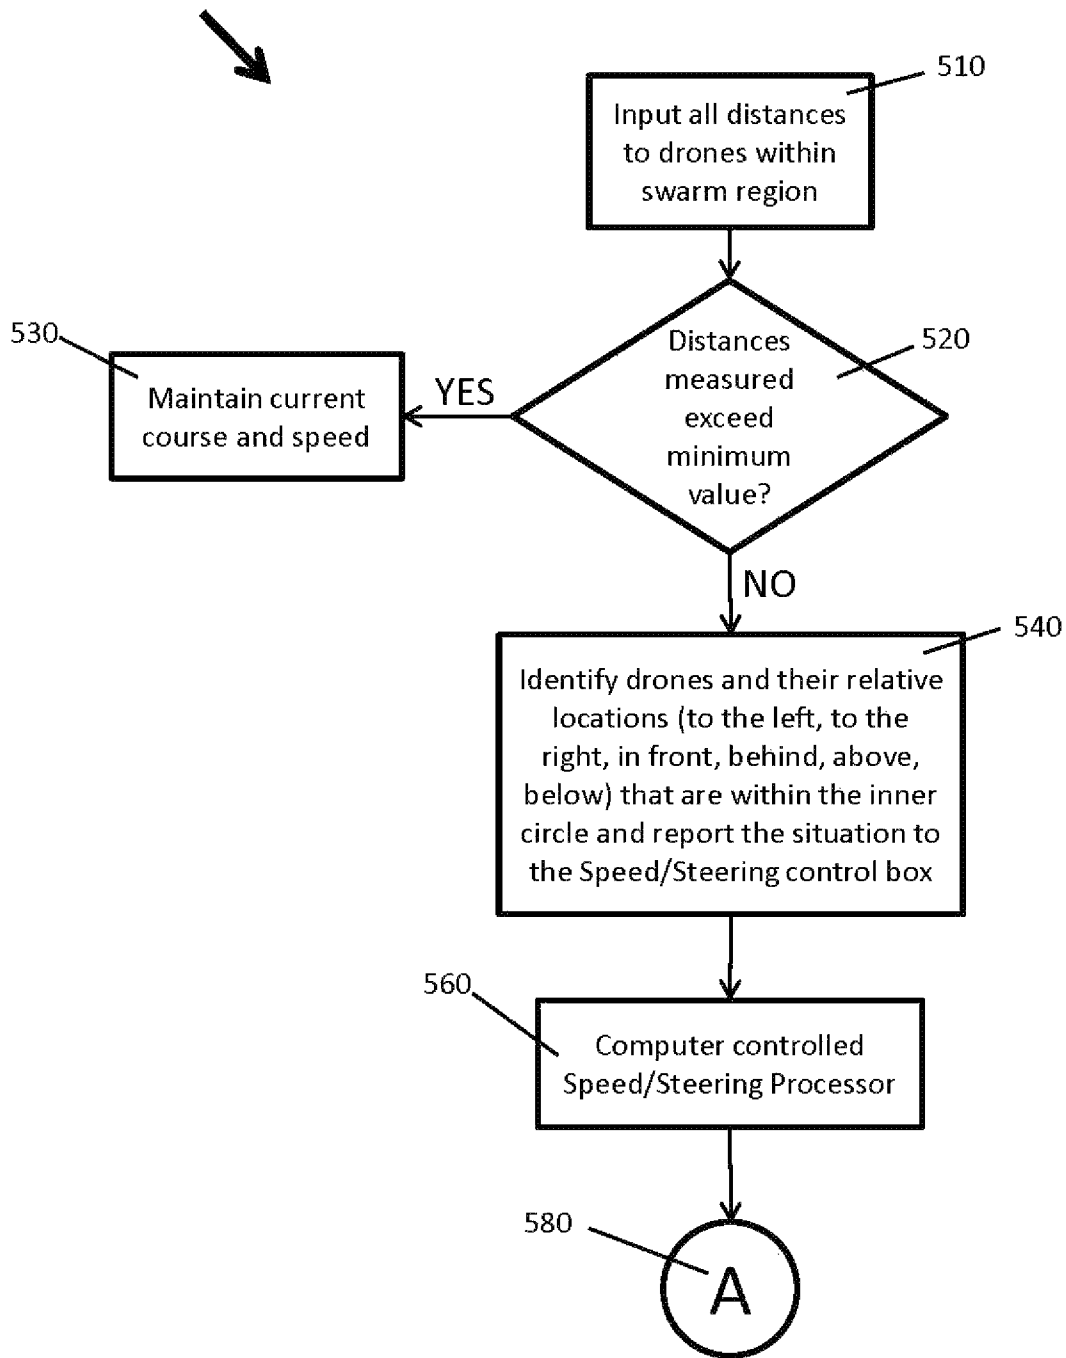 510
Input all distances
to drones within
swarm region
530
520
Distances
measured
exceed
minimum
value?
YES
Maintain current
course and speed
NO
540
Identify drones and their relative
locations (to the left, to the
right, in front, behind, above,
below) that are within the inner
circle and report the situation to
the Speed/Steering control box
560
Computer controlled
Speed/Steering Processor
580
A